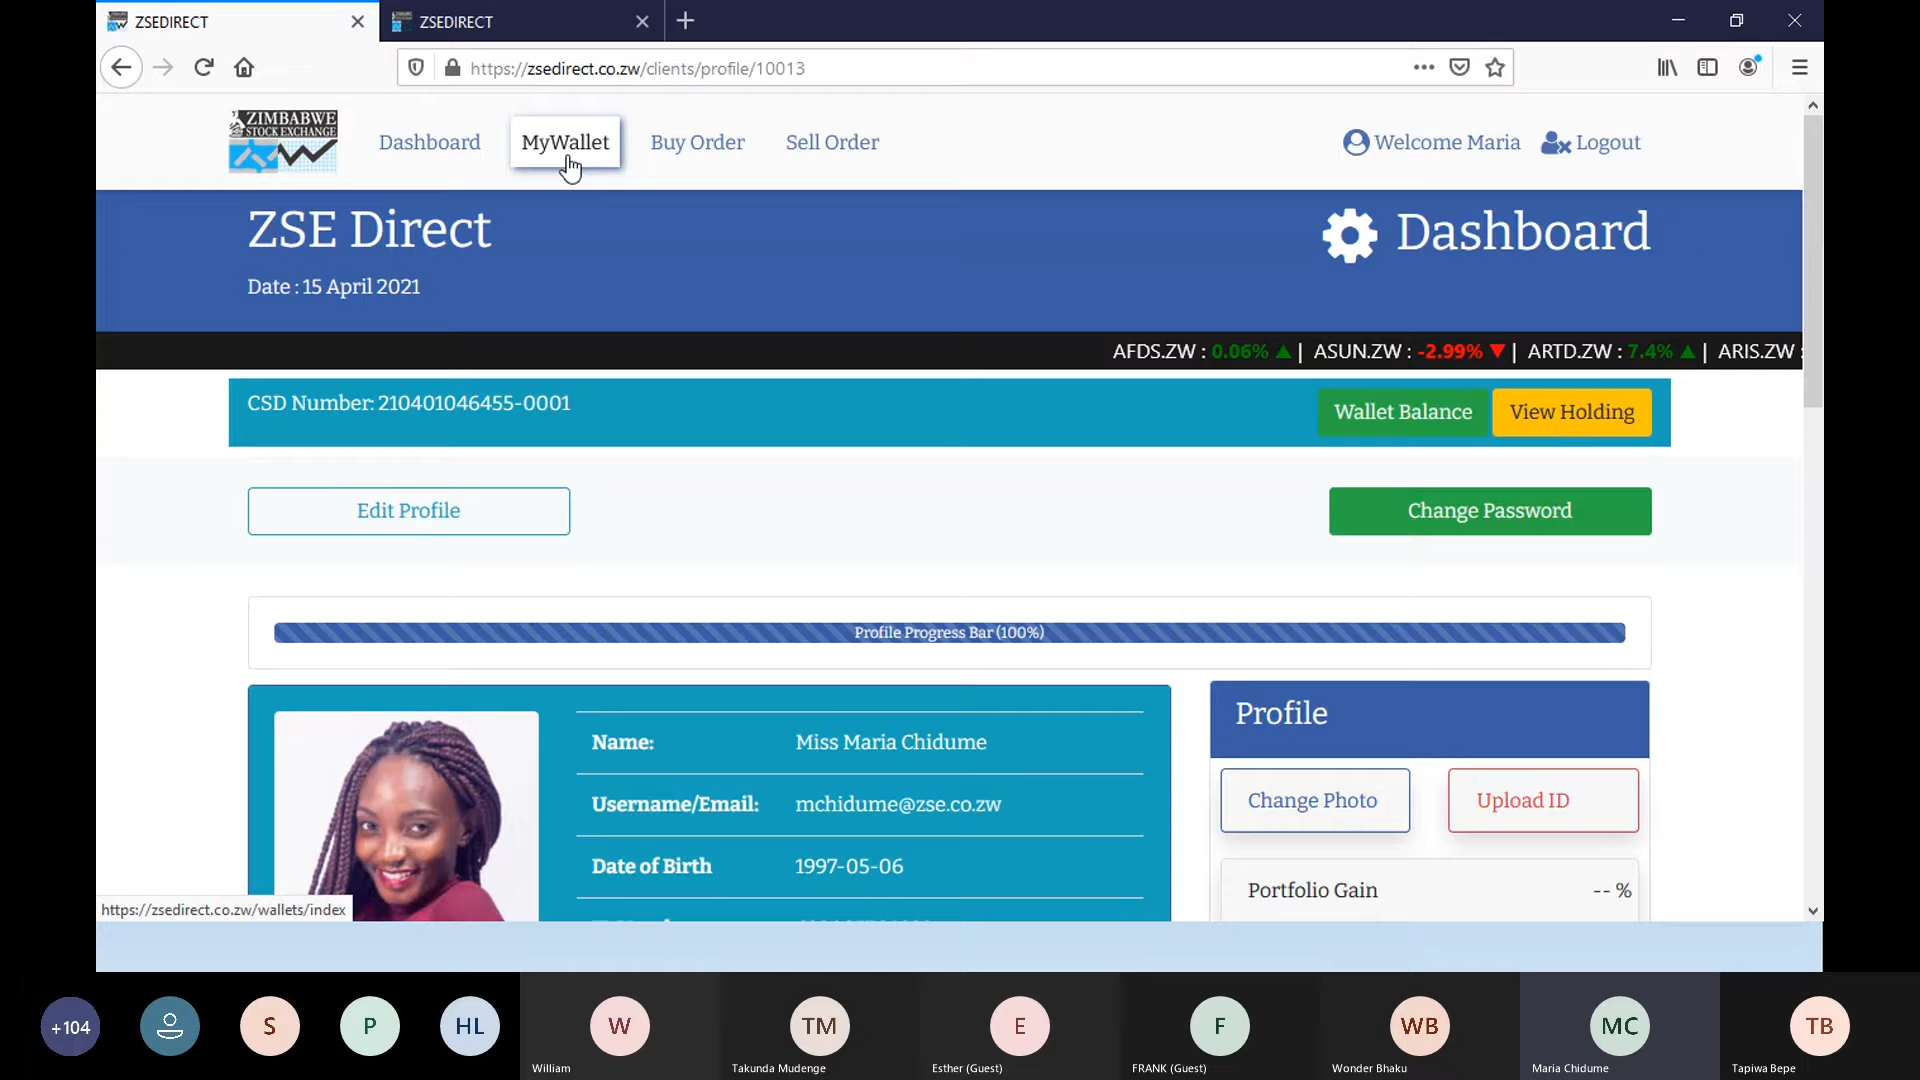 ZSEDIRECT
ZSEDIRECT
https://zsedirect.co.zw/clients/profile/10013
ZIMBABWE
STOCK EXCHANGE
Dashboard
MyWallet
Buy Order
Sell Order
Welcome Maria
Logout
ZSE Direct
Dashboard
Date : 15 April 2021
AFDS.ZW : 0.06% ▲ | ASUN.ZW : -2.99% ▼ | ARTD.ZW : 7.4% ▲ | ARIS.ZW :
CSD Number: 210401046455-0001
Wallet Balance
View Holding
Edit Profile
Change Password
Profile Progress Bar (100%)
Name: Miss Maria Chidume
Username/Email: mchidume@zse.co.zw
Date of Birth 1997-05-06
Profile
Change Photo
Upload ID
Portfolio Gain -- %
https://zsedirect.co.zw/wallets/index
+104
S
P
HL
W
TM
E
F
WB
MC
TB
William
Takunda Mudenge
Esther (Guest)
FRANK (Guest)
Wonder Bhaku
Maria Chidume
Tapiwa Bepe